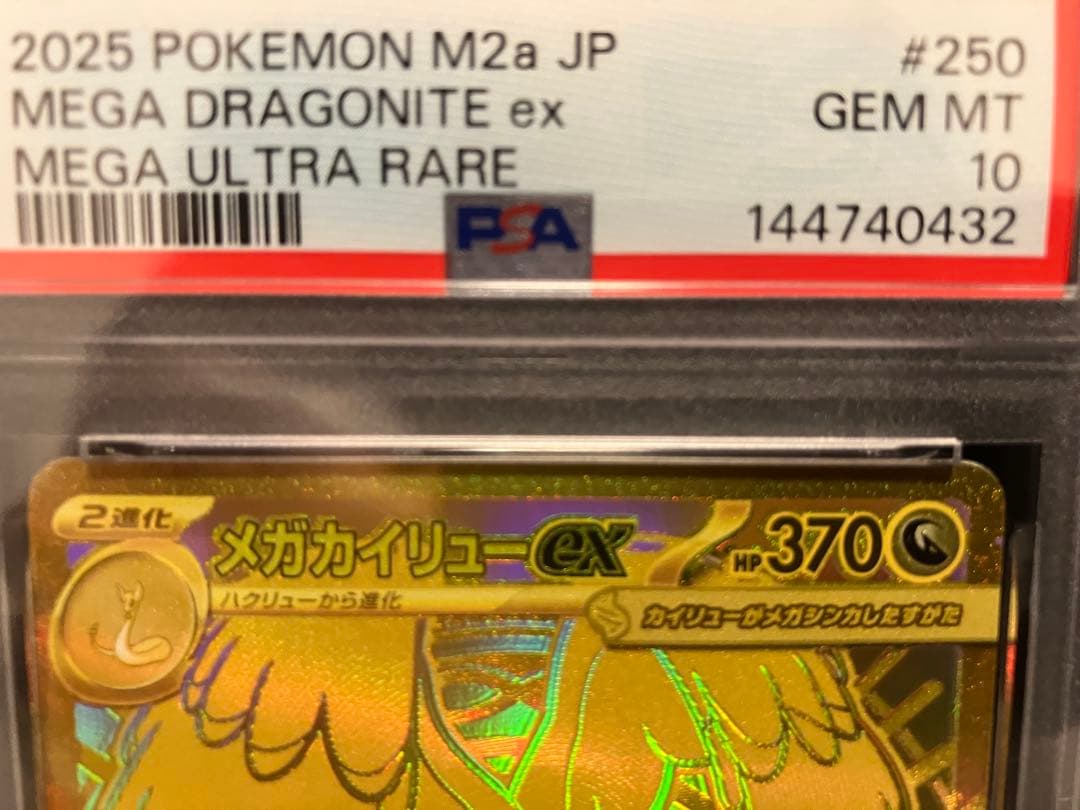 2025 POKEMON M2a JP #250
MEGA DRAGONITE ex GEM MT
MEGA ULTRA RARE 10
PSA 144740432
2進化 メガカイリューex HP370
ハクリューから進化
カイリューがメガシンカしたすがた